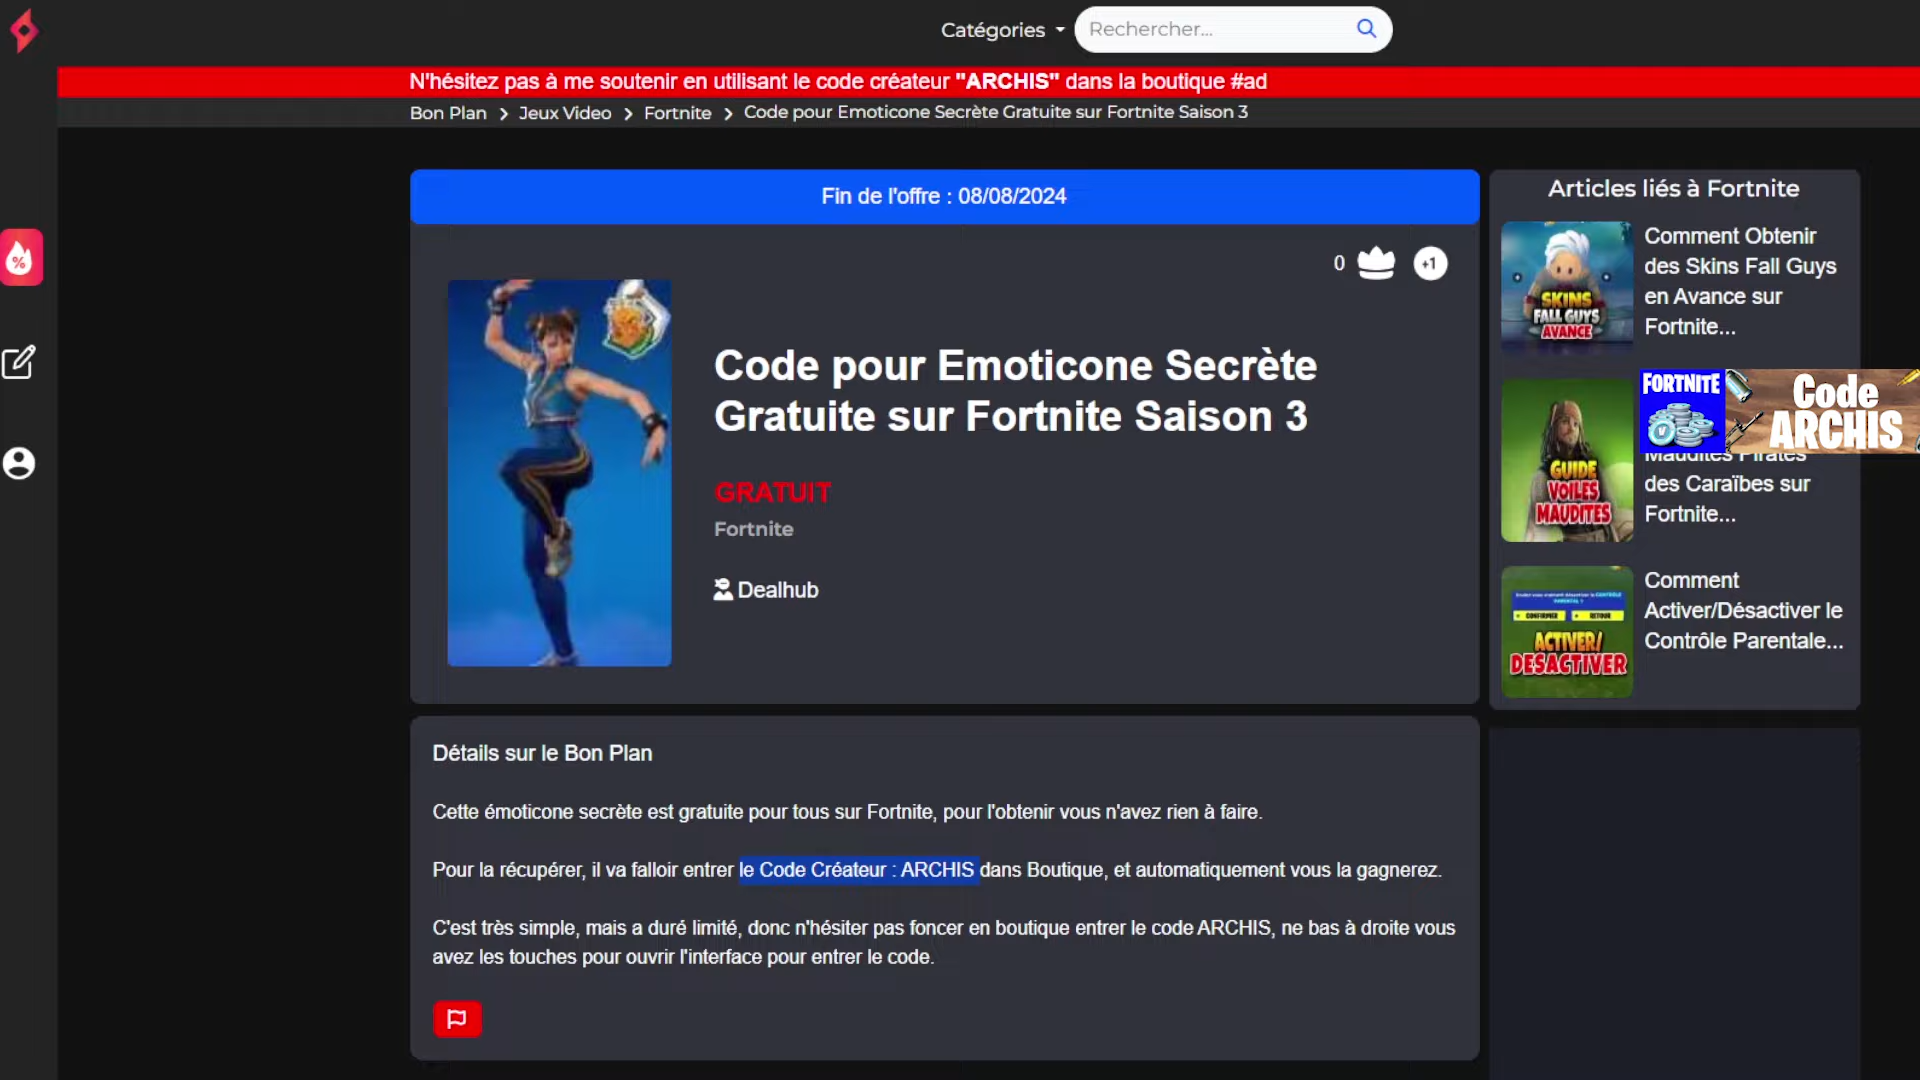 Catégories
Rechercher...
N'hésitez pas à me soutenir en utilisant le code créateur "ARCHIS" dans la boutique #ad
Bon Plan > Jeux Video > Fortnite > Code pour Emoticone Secrète Gratuite sur Fortnite Saison 3
Fin de l'offre : 08/08/2024
0
+1
Code pour Emoticone Secrète
Gratuite sur Fortnite Saison 3
GRATUIT
Fortnite
Dealhub
Détails sur le Bon Plan
Cette émoticone secrète est gratuite pour tous sur Fortnite, pour l'obtenir vous n'avez rien à faire.
Pour la récupérer, il va falloir entrer le Code Créateur : ARCHIS dans Boutique, et automatiquement vous la gagnerez.
C'est très simple, mais a duré limité, donc n'hésiter pas foncer en boutique entrer le code ARCHIS, ne bas à droite vous
avez les touches pour ouvrir l'interface pour entrer le code.
Articles liés à Fortnite
SKINS
FALL GUYS
AVANCE
Comment Obtenir
des Skins Fall Guys
en Avance sur
Fortnite...
FORTNITE
Code
ARCHIS
GUIDE
VOILES
MAUDITES
Maudites Pirates
des Caraïbes sur
Fortnite...
CONFIRMER
RETOUR
ACTIVER/
DESACTIVER
Comment
Activer/Désactiver le
Contrôle Parentale...